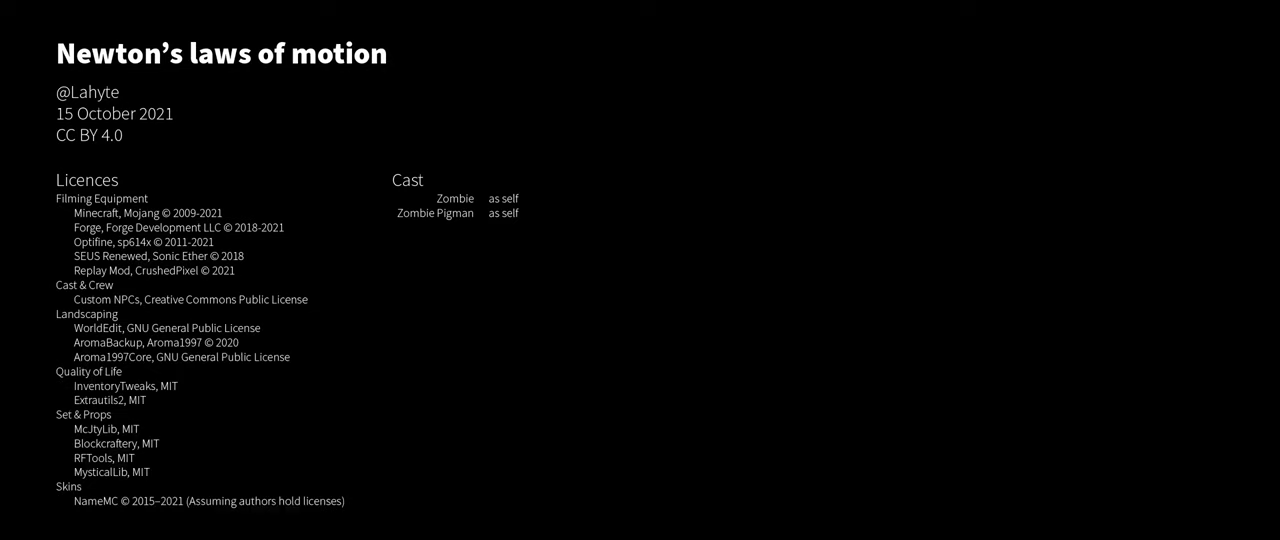 Newton’s laws of motion
@Lahyte
15 October 2021
CC BY 4.0
Licences
Filming Equipment
Minecraft, Mojang © 2009-2021
Forge, Forge Development LLC © 2018-2021
Optifine, sp614x © 2011-2021
SEUS Renewed, Sonic Ether © 2018
Replay Mod, CrushedPixel © 2021
Cast & Crew
Custom NPCs, Creative Commons Public License
Landscaping
WorldEdit, GNU General Public License
AromaBackup, Aroma1997 © 2020
Aroma1997Core, GNU General Public License
Quality of Life
InventoryTweaks, MIT
Extrautils2, MIT
Set & Props
McJtyLib, MIT
Blockcraftery, MIT
RFTools, MIT
MysticalLib, MIT
Skins
NameMC © 2015–2021 (Assuming authors hold licenses)
Cast
Zombie as self
Zombie Pigman as self